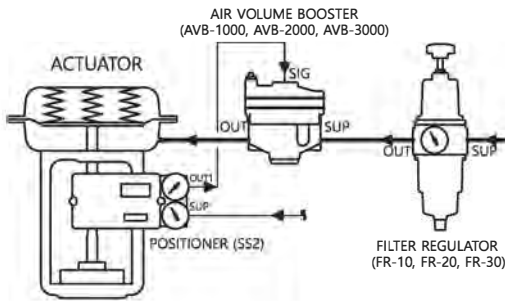 AIR VOLUME BOOSTER
(AVB-1000, AVB-2000, AVB-3000)
ACTUATOR
SIG
OUT
SUP
OUT
SUP
OUT1
SUP
POSITIONER (SS2)
FILTER REGULATOR
(FR-10, FR-20, FR-30)